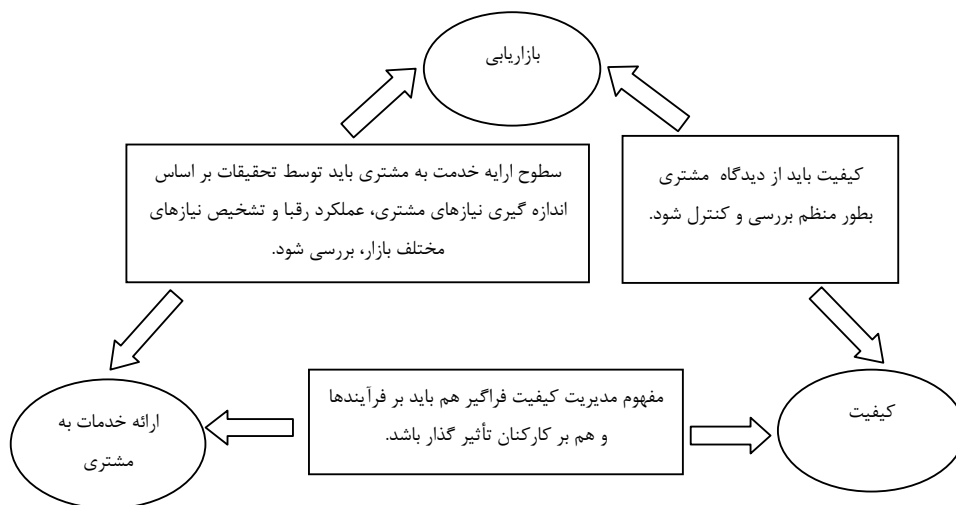 بازاریابی
کیفیت باید از دیدگاه مشتری
بطور منظم بررسی و کنترل شود.
سطوح ارایه خدمت به مشتری باید توسط تحقیقات بر اساس
اندازه گیری نیازهای مشتری، عملکرد رقبا و تشخیص نیازهای
مختلف بازار، بررسی شود.
کیفیت
مفهوم مدیریت کیفیت فراگیر هم باید بر فرآیندها
و هم بر کارکنان تأثیر گذار باشد.
ارائه خدمات به
مشتری